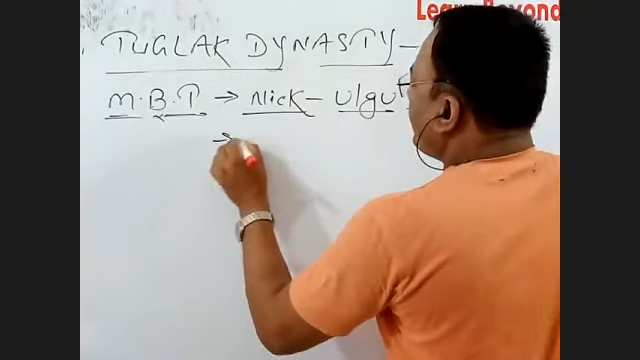 Learn Beyond
TUGLAK DYNASTY –
M.B.T → Nick – Ulgu
→